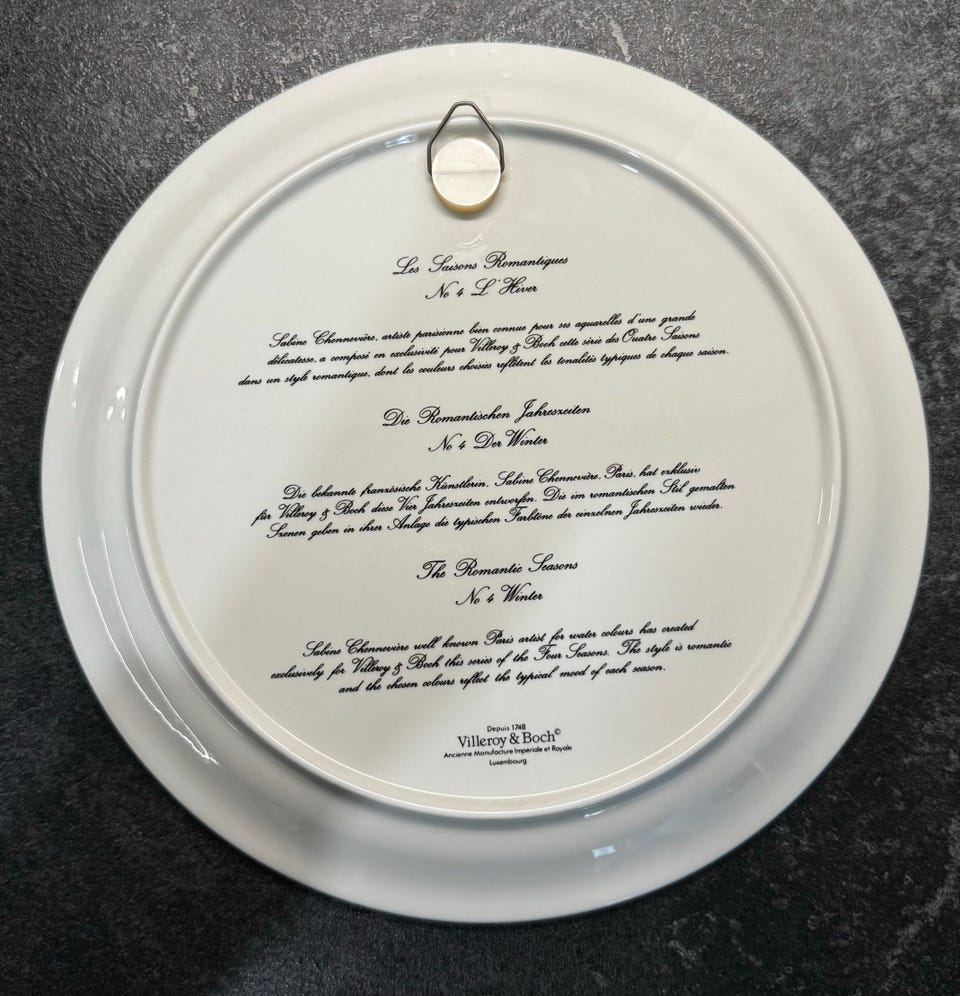 Les Saisons Romantiques
No 4 L'Hiver
Sabine Chennevière, artiste parisienne bien connue pour ses aquarelles d'une grande
délicatesse, a composé en exclusivité pour Villeroy & Boch cette série des Quatre Saisons
dans un style romantique, dont les couleurs choisies reflètent les tonalités typiques de chaque saison.
Die Romantischen Jahreszeiten
No 4 Der Winter
Die bekannte französische Künstlerin, Sabine Chennevière, Paris, hat exklusiv
für Villeroy & Boch diese Vier Jahreszeiten entworfen. Die im romantischen Stil gemalten
Szenen geben in ihrer Anlage die typischen Farbtöne der einzelnen Jahreszeiten wieder.
The Romantic Seasons
No 4 Winter
Sabine Chennevière well known Paris artist for water colours has created
exclusively for Villeroy & Boch this series of the Four Seasons. The style is romantic
and the chosen colours reflect the typical mood of each season.
Depuis 1748
Villeroy & Boch©
Ancienne Manufacture Impériale et Royale
Luxembourg